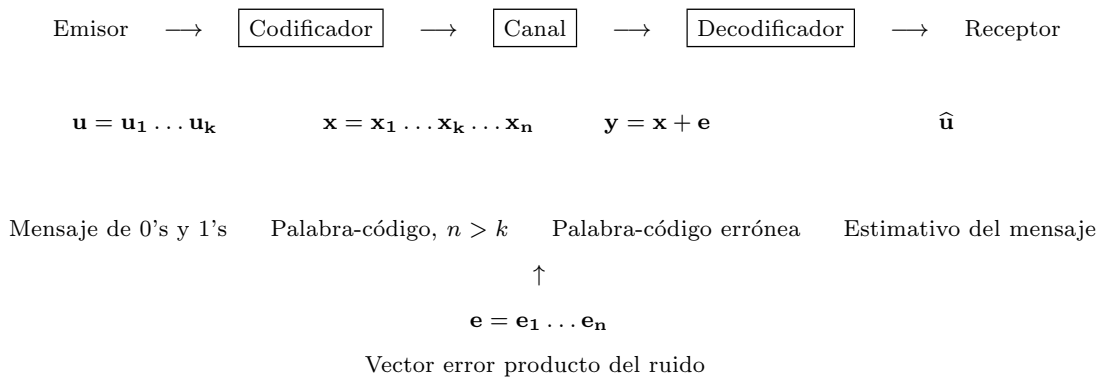 Emisor ⟶ Codificador ⟶ Canal ⟶ Decodificador ⟶ Receptor
u = u₁ … uₖ x = x₁ … xₖ … xₙ y = x + e û
Mensaje de 0's y 1's Palabra-código, n > k Palabra-código errónea Estimativo del mensaje
↑
e = e₁ … eₙ
Vector error producto del ruido